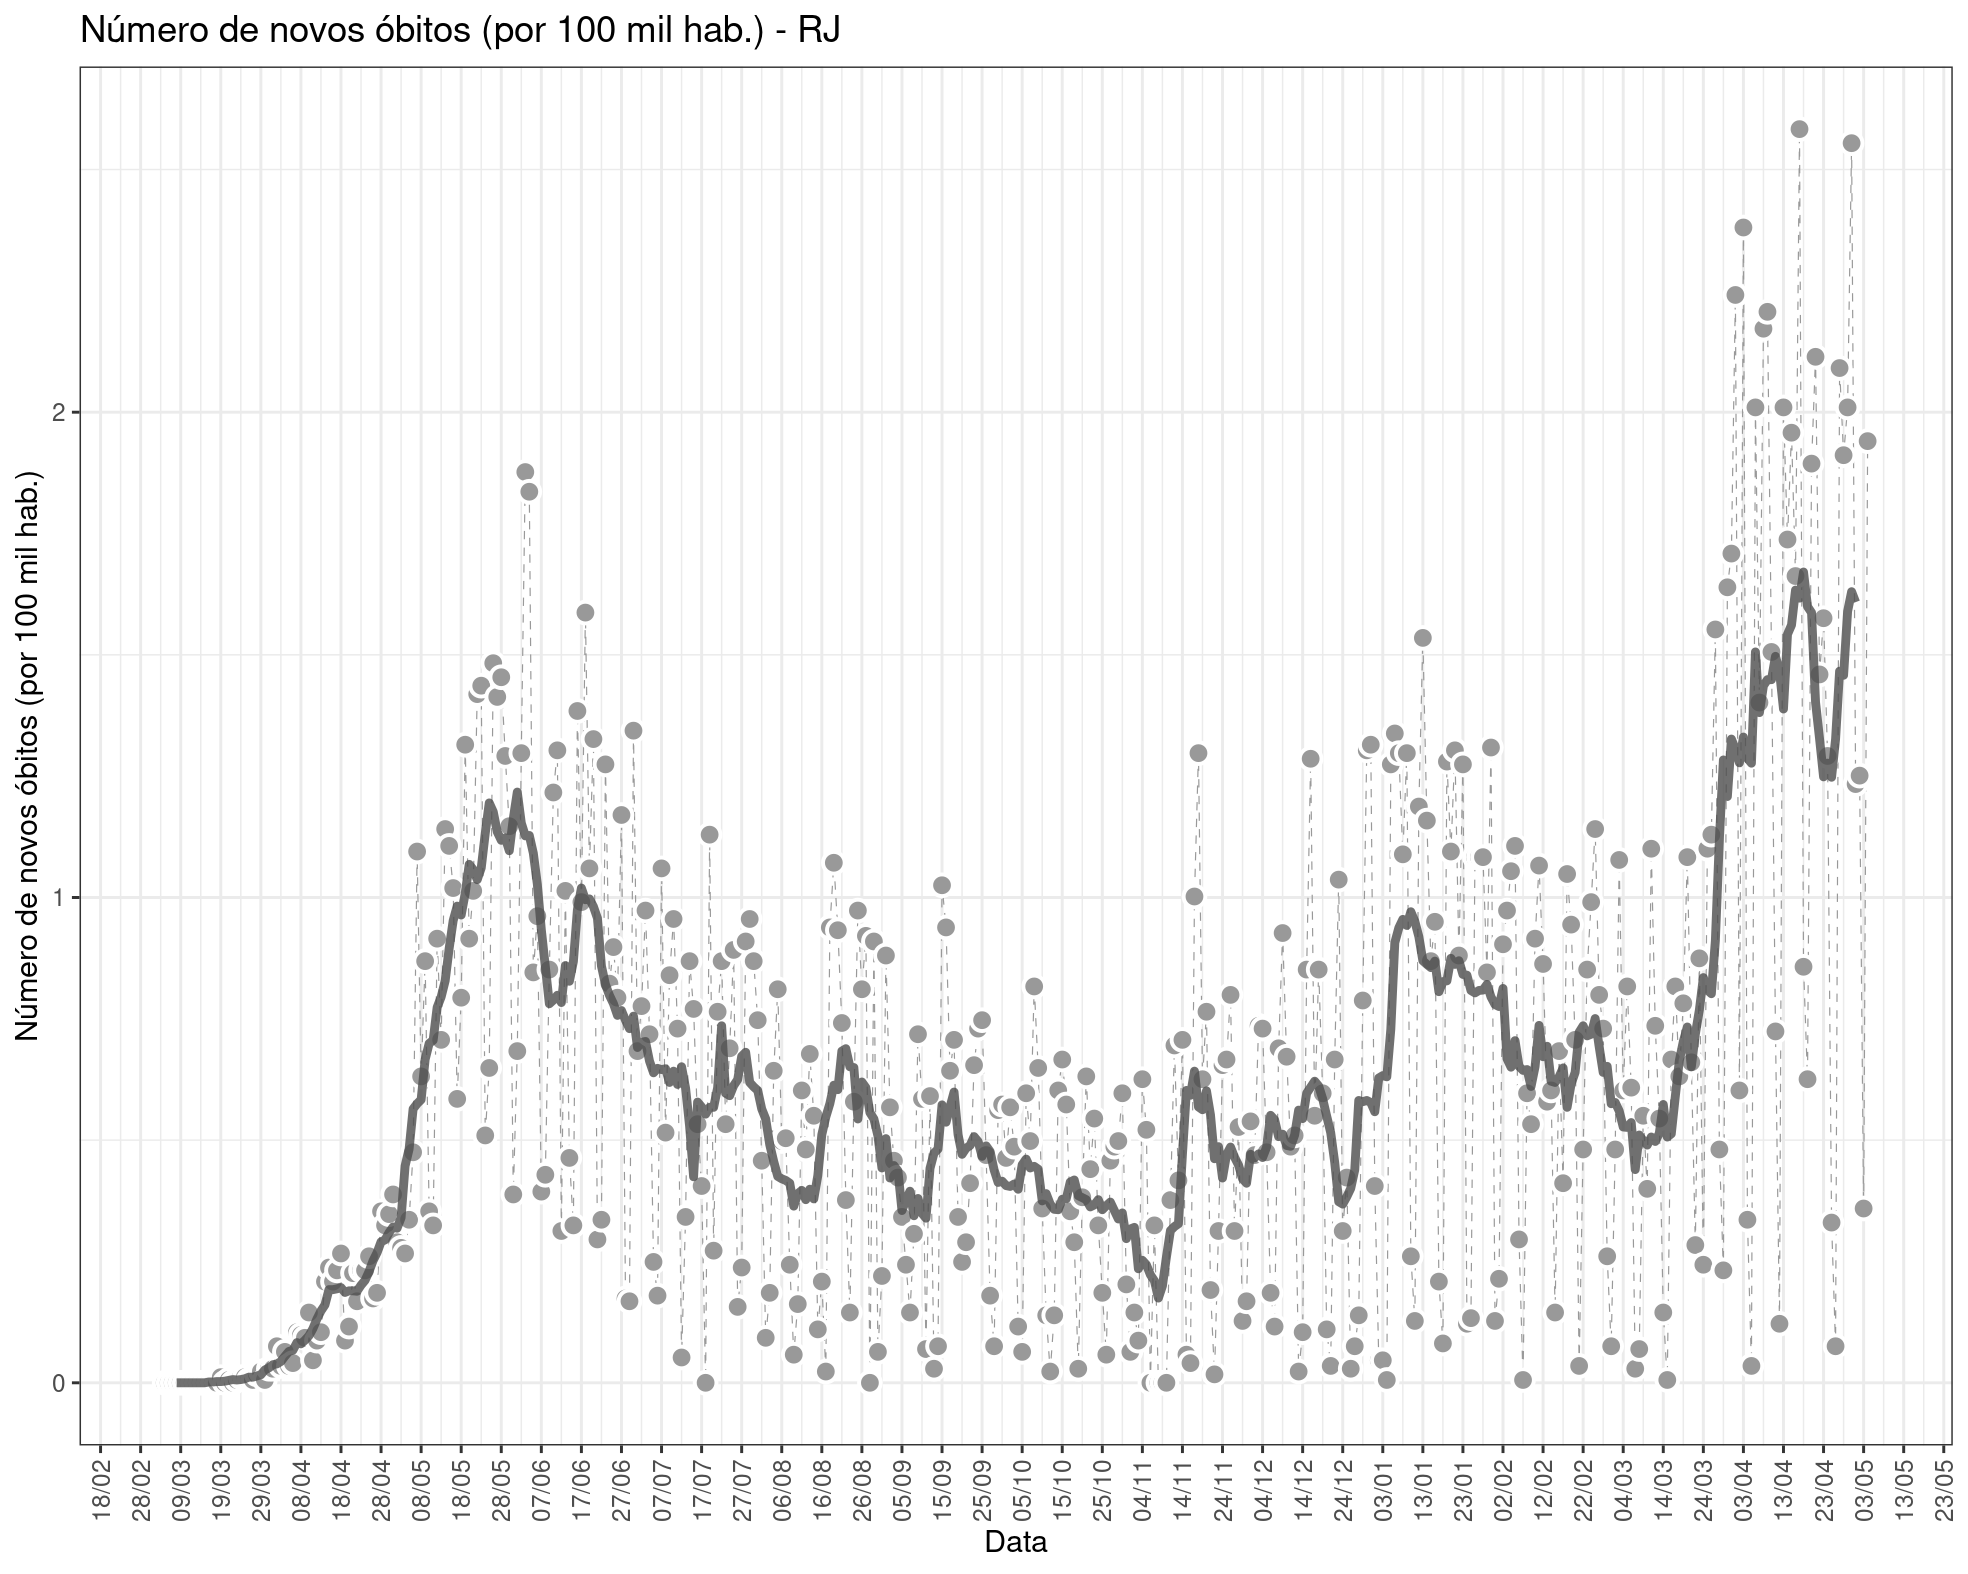 Número de novos óbitos (por 100 mil hab.) - RJ
Número de novos óbitos (por 100 mil hab.)
2
1
0
18/02 28/02 09/03 19/03 29/03 08/04 18/04 28/04 08/05 18/05 28/05 07/06 17/06 27/06 07/07 17/07 27/07 06/08 16/08 26/08 05/09 15/09 25/09 05/10 15/10 25/10 04/11 14/11 24/11 04/12 14/12 24/12 03/01 13/01 23/01 02/02 12/02 22/02 04/03 14/03 24/03 03/04 13/04 23/04 03/05 13/05 23/05
Data